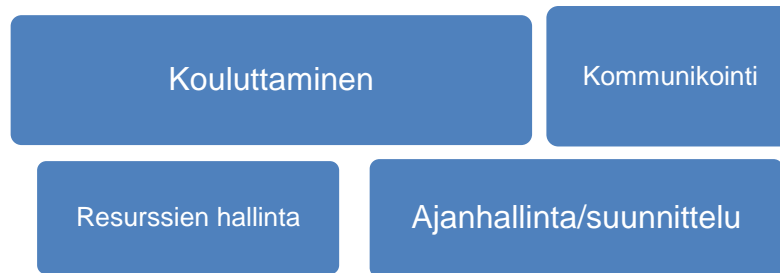 Kouluttaminen
Kommunikointi
Resurssien hallinta
Ajanhallinta/suunnittelu